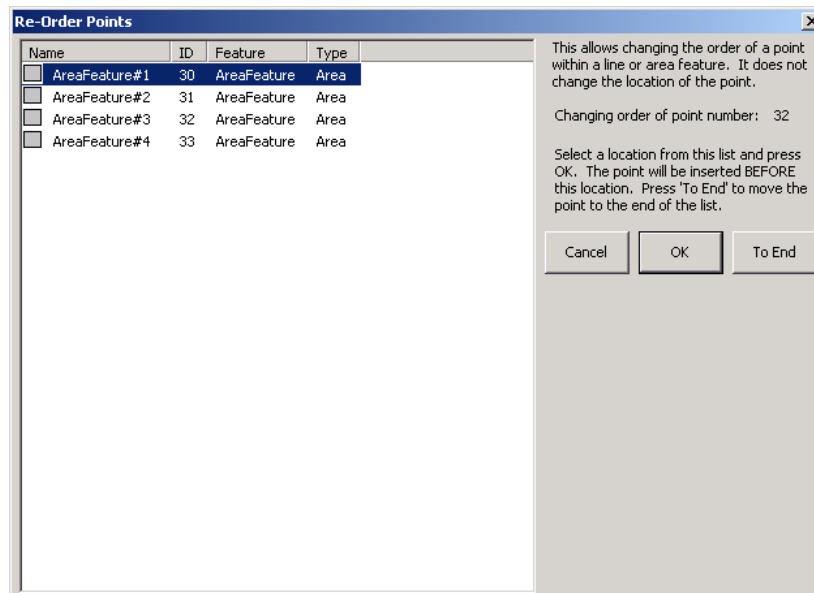 Re-Order Points
Name ID Feature Type
AreaFeature#1 30 AreaFeature Area
AreaFeature#2 31 AreaFeature Area
AreaFeature#3 32 AreaFeature Area
AreaFeature#4 33 AreaFeature Area
This allows changing the order of a point
within a line or area feature. It does not
change the location of the point.
Changing order of point number: 32
Select a location from this list and press
OK. The point will be inserted BEFORE
this location. Press 'To End' to move the
point to the end of the list.
Cancel OK To End